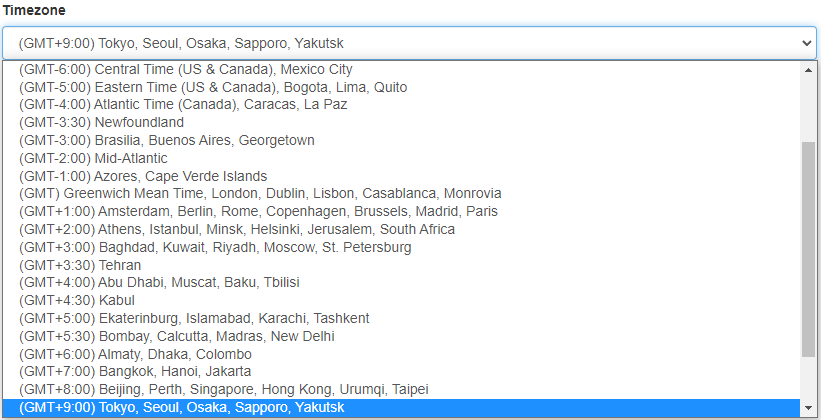 Timezone
(GMT+9:00) Tokyo, Seoul, Osaka, Sapporo, Yakutsk
(GMT-6:00) Central Time (US & Canada), Mexico City
(GMT-5:00) Eastern Time (US & Canada), Bogota, Lima, Quito
(GMT-4:00) Atlantic Time (Canada), Caracas, La Paz
(GMT-3:30) Newfoundland
(GMT-3:00) Brasilia, Buenos Aires, Georgetown
(GMT-2:00) Mid-Atlantic
(GMT-1:00) Azores, Cape Verde Islands
(GMT) Greenwich Mean Time, London, Dublin, Lisbon, Casablanca, Monrovia
(GMT+1:00) Amsterdam, Berlin, Rome, Copenhagen, Brussels, Madrid, Paris
(GMT+2:00) Athens, Istanbul, Minsk, Helsinki, Jerusalem, South Africa
(GMT+3:00) Baghdad, Kuwait, Riyadh, Moscow, St. Petersburg
(GMT+3:30) Tehran
(GMT+4:00) Abu Dhabi, Muscat, Baku, Tbilisi
(GMT+4:30) Kabul
(GMT+5:00) Ekaterinburg, Islamabad, Karachi, Tashkent
(GMT+5:30) Bombay, Calcutta, Madras, New Delhi
(GMT+6:00) Almaty, Dhaka, Colombo
(GMT+7:00) Bangkok, Hanoi, Jakarta
(GMT+8:00) Beijing, Perth, Singapore, Hong Kong, Urumqi, Taipei
(GMT+9:00) Tokyo, Seoul, Osaka, Sapporo, Yakutsk